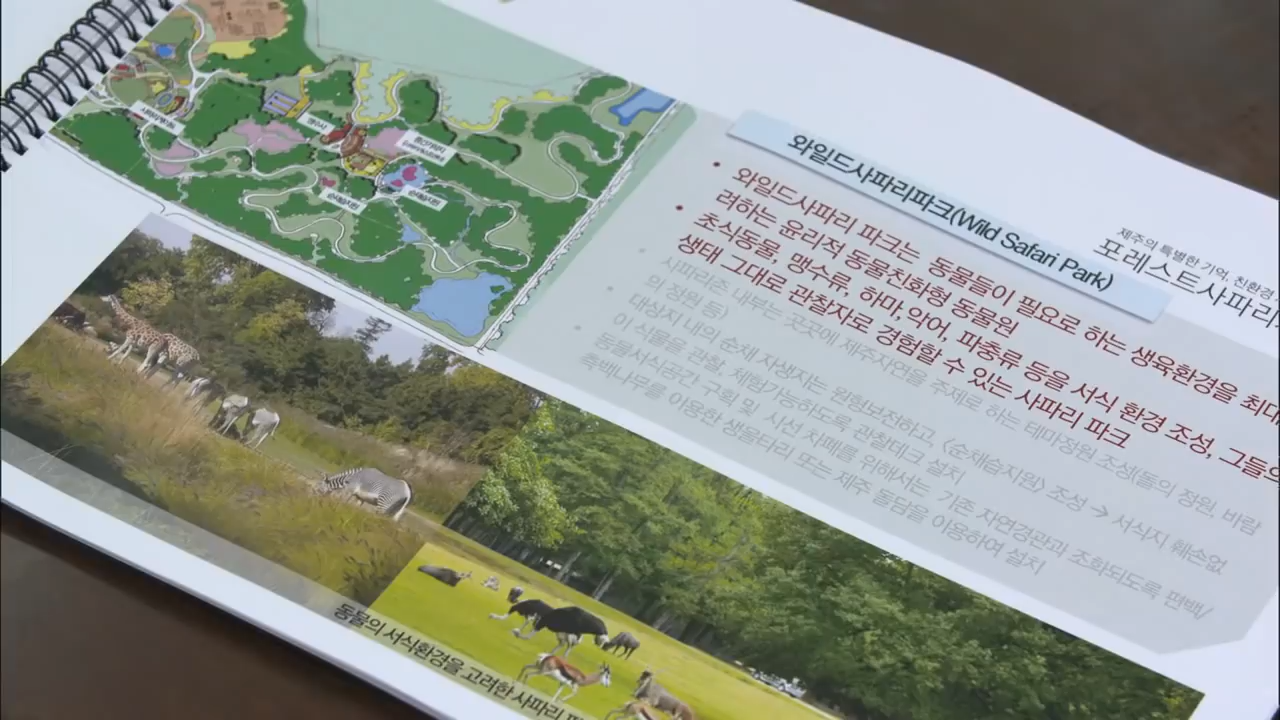 제주의 특별한 기억, 친환경
포레스트사파리
와일드사파리파크(Wild Safari Park)
와일드사파리 파크는 동물들이 필요로 하는 생육환경을 최대
려하는 윤리적 동물친화형 동물원
초식동물, 맹수류, 하마, 악어, 파충류 등을 서식 환경 조성, 그들의
생태 그대로 관찰자로 경험할 수 있는 사파리 파크
사파리존 내부는 곳곳에 제주자연을 주제로 하는 테마정원 조성(돌의 정원, 바람
의 정원 등)
대상지 내의 순채 자생지는 원형보전하고, <순채습지원> 조성 → 서식지 훼손없
이 식물을 관찰, 체험가능하도록 관찰데크 설치
동물서식공간 구획 및 시선 차폐를 위해서는 기존 자연경관과 조화되도록 편백/
측백나무를 이용한 생울타리 또는 제주 돌담을 이용하여 설치
동물의 서식환경을 고려한 사파리